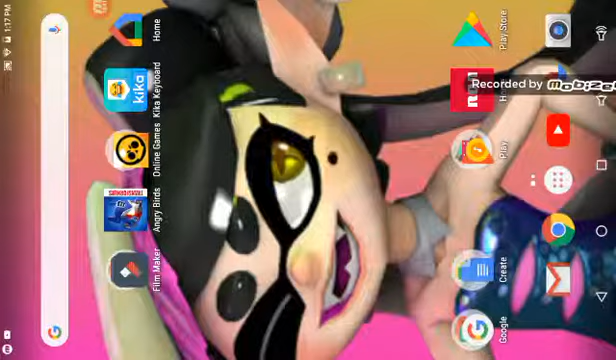 1:17 PM
Home
Kika Keyboard
kika
Online Games
Angry Birds
Film Maker
Play Store
Play
Create
Google
Recorded by